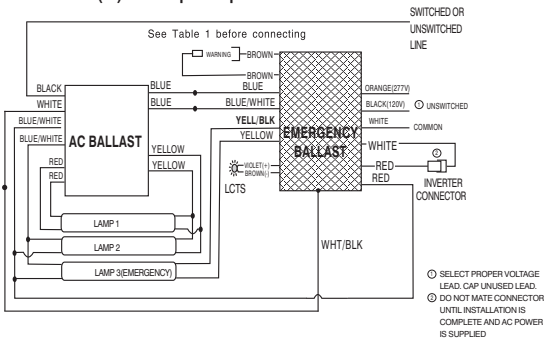 SWITCHED OR
UNSWITCHED
LINE
See Table 1 before connecting
WARNING
BROWN
BROWN
BLACK
WHITE
BLUE/WHITE
BLUE/WHITE
RED
RED
AC BALLAST
BLUE
BLUE
YELLOW
YELLOW
BLUE
BLUE/WHITE
YELL/BLK
YELLOW
VIOLET(+)
BROWN(-)
LCTS
EMERGENCY
BALLAST
ORANGE(277V)
BLACK(120V)
① UNSWITCHED
WHITE
COMMON
WHITE
②
RED
RED
INVERTER
CONNECTOR
LAMP 1
LAMP 2
LAMP 3(EMERGENCY)
WHT/BLK
① SELECT PROPER VOLTAGE
LEAD. CAP UNUSED LEAD.
② DO NOT MATE CONNECTOR
UNTIL INSTALLATION IS
COMPLETE AND AC POWER
IS SUPPLIED